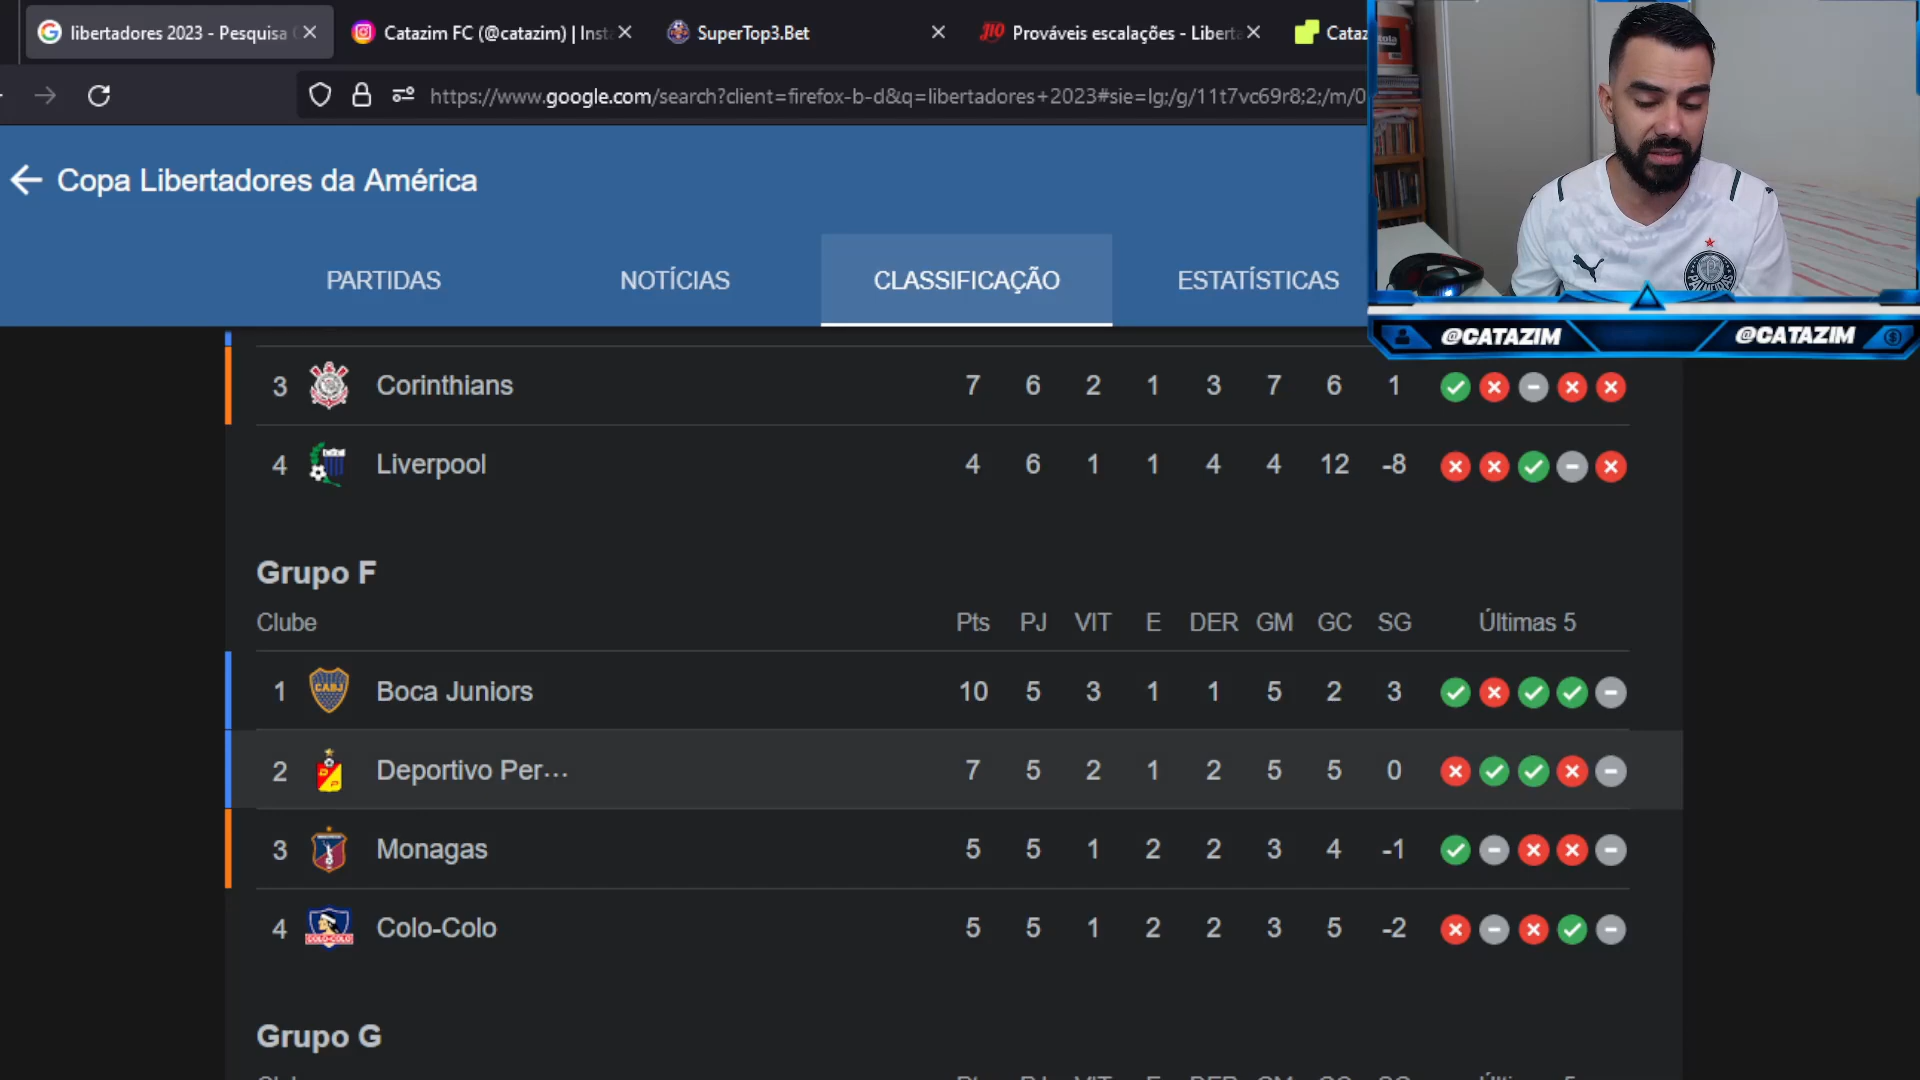 libertadores 2023 - Pesquisa
Catazim FC (@catazim) | Inst
SuperTop3.Bet
Prováveis escalações - Liberta
Cataz
https://www.google.com/search?client=firefox-b-d&q=libertadores+2023#sie=lg;/g/11t7vc69r8;2;/m/0
Copa Libertadores da América
PARTIDAS NOTÍCIAS CLASSIFICAÇÃO ESTATÍSTICAS
@CATAZIM @CATAZIM
3 Corinthians 7 6 2 1 3 7 6 1
4 Liverpool 4 6 1 1 4 4 12 -8
Grupo F
Clube Pts PJ VIT E DER GM GC SG Últimas 5
1 Boca Juniors 10 5 3 1 1 5 2 3
2 Deportivo Per... 7 5 2 1 2 5 5 0
3 Monagas 5 5 1 2 2 3 4 -1
4 Colo-Colo 5 5 1 2 2 3 5 -2
Grupo G